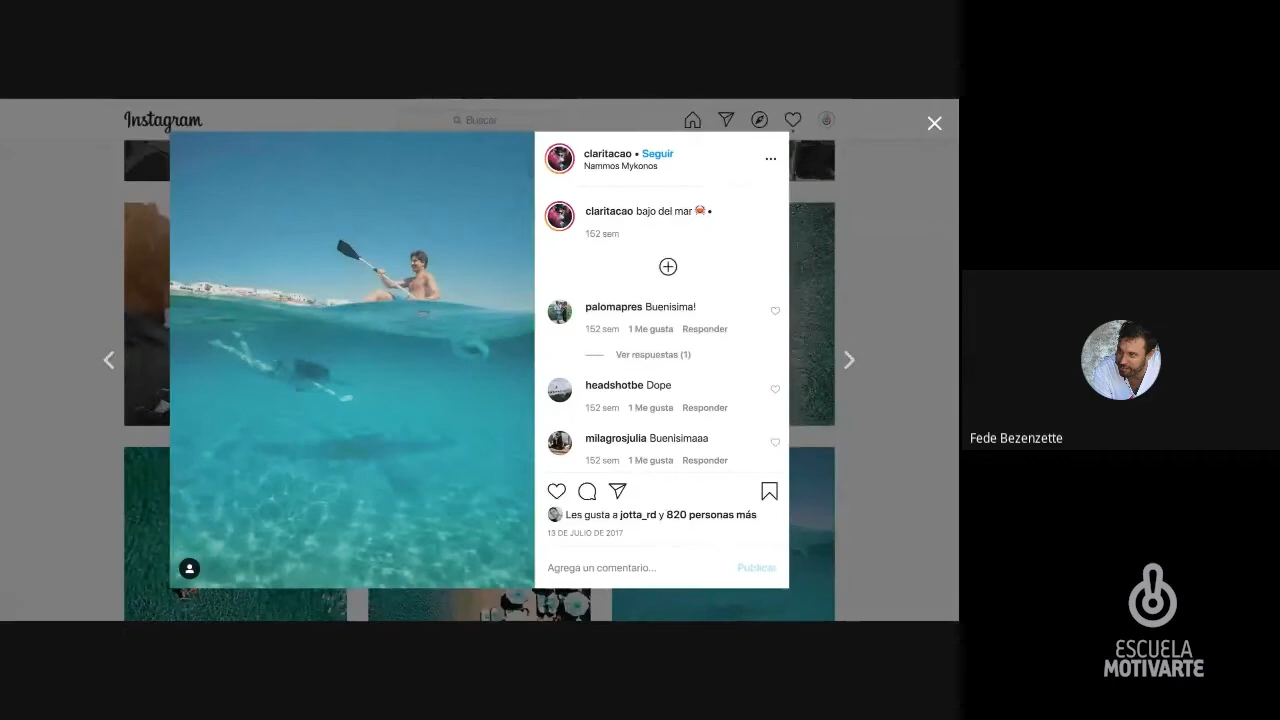 Instagram
Buscar
claritacao • Seguir
Nammos Mykonos
claritacao bajo del mar 🦀 •
152 sem
palomapres Buenisima!
152 sem 1 Me gusta Responder
Ver respuestas (1)
headshotbe Dope
152 sem 1 Me gusta Responder
milagrosjulia Buenisimaaa
152 sem 1 Me gusta Responder
Les gusta a jotta_rd y 820 personas más
13 DE JULIO DE 2017
Agrega un comentario...
Publicar
Fede Bezenzette
ESCUELA
MOTIVARTE